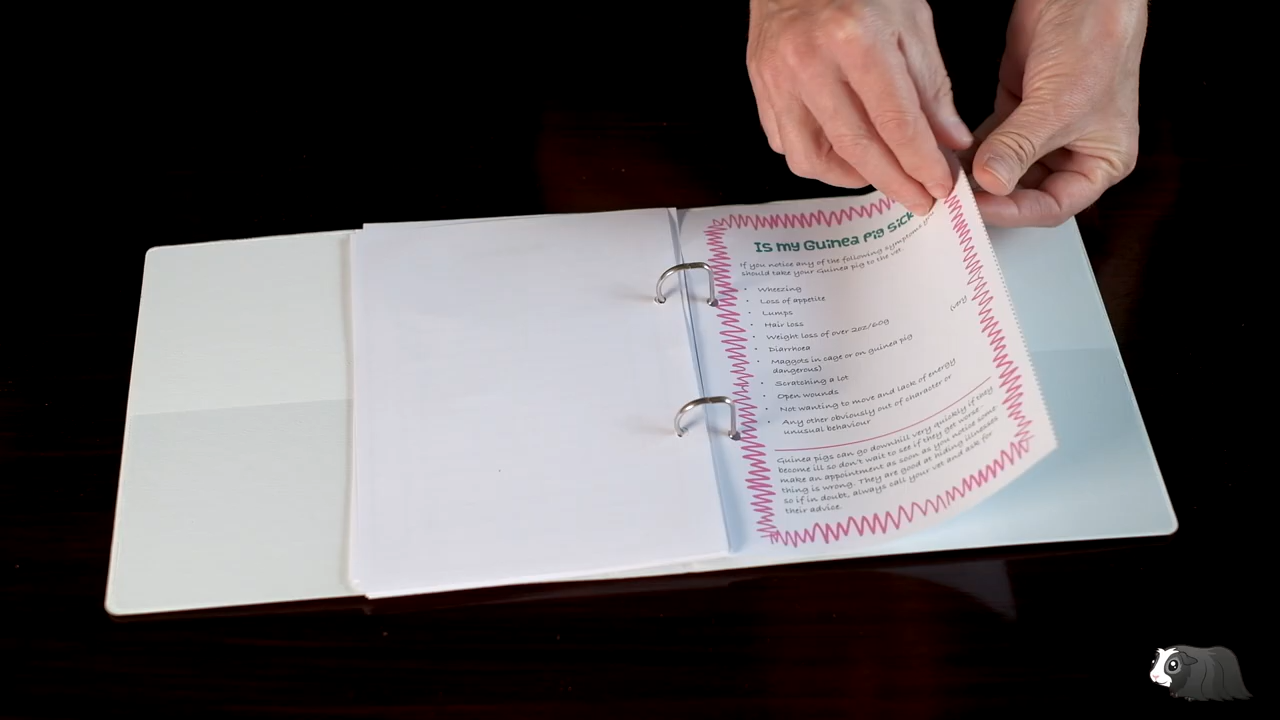 Is my Guinea Pig Sick
If you notice any of the following symptoms you
should take your Guinea pig to the vet.
• Wheezing
• Loss of appetite
• Lumps
• Hair loss
• Weight loss of over 2oz/60g
• Diarrhoea
• Maggots in cage or on guinea pig (very
dangerous)
• Scratching a lot
• Open wounds
• Not wanting to move and lack of energy
• Any other obviously out of character or
unusual behaviour
Guinea pigs can go downhill very quickly if they
become ill so don't wait to see if they get worse -
make an appointment as soon as you notice some-
thing is wrong. They are good at hiding illnesses
so if in doubt, always call your vet and ask for
their advice.